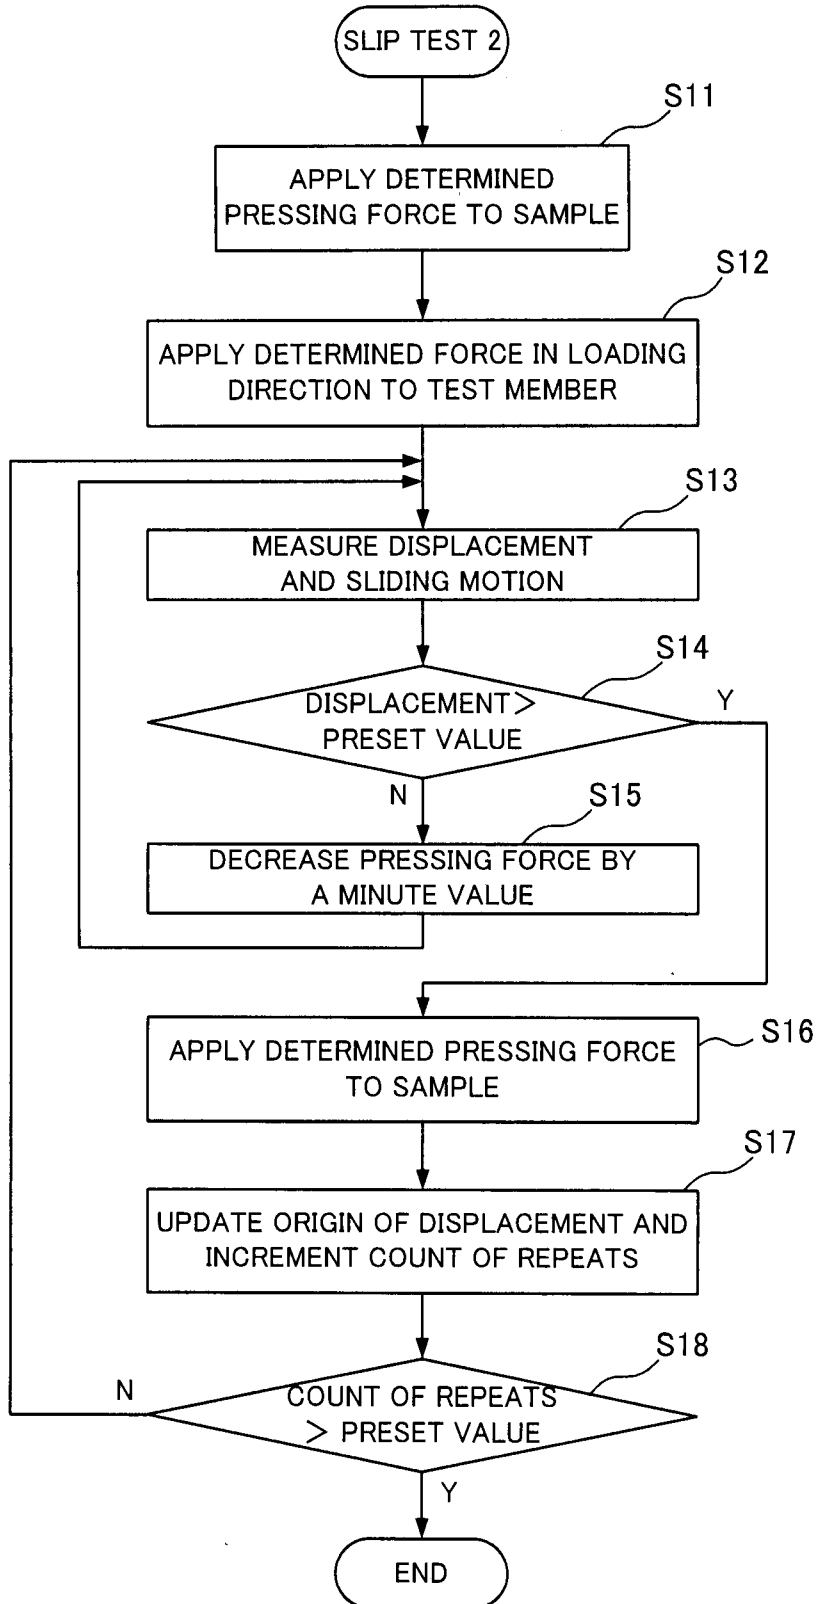 SLIP TEST 2
S11
APPLY DETERMINED
PRESSING FORCE TO SAMPLE
S12
APPLY DETERMINED FORCE IN LOADING
DIRECTION TO TEST MEMBER
S13
MEASURE DISPLACEMENT
AND SLIDING MOTION
S14
DISPLACEMENT >
PRESET VALUE
Y
N
S15
DECREASE PRESSING FORCE BY
A MINUTE VALUE
S16
APPLY DETERMINED PRESSING FORCE
TO SAMPLE
S17
UPDATE ORIGIN OF DISPLACEMENT AND
INCREMENT COUNT OF REPEATS
S18
N
COUNT OF REPEATS
> PRESET VALUE
Y
END